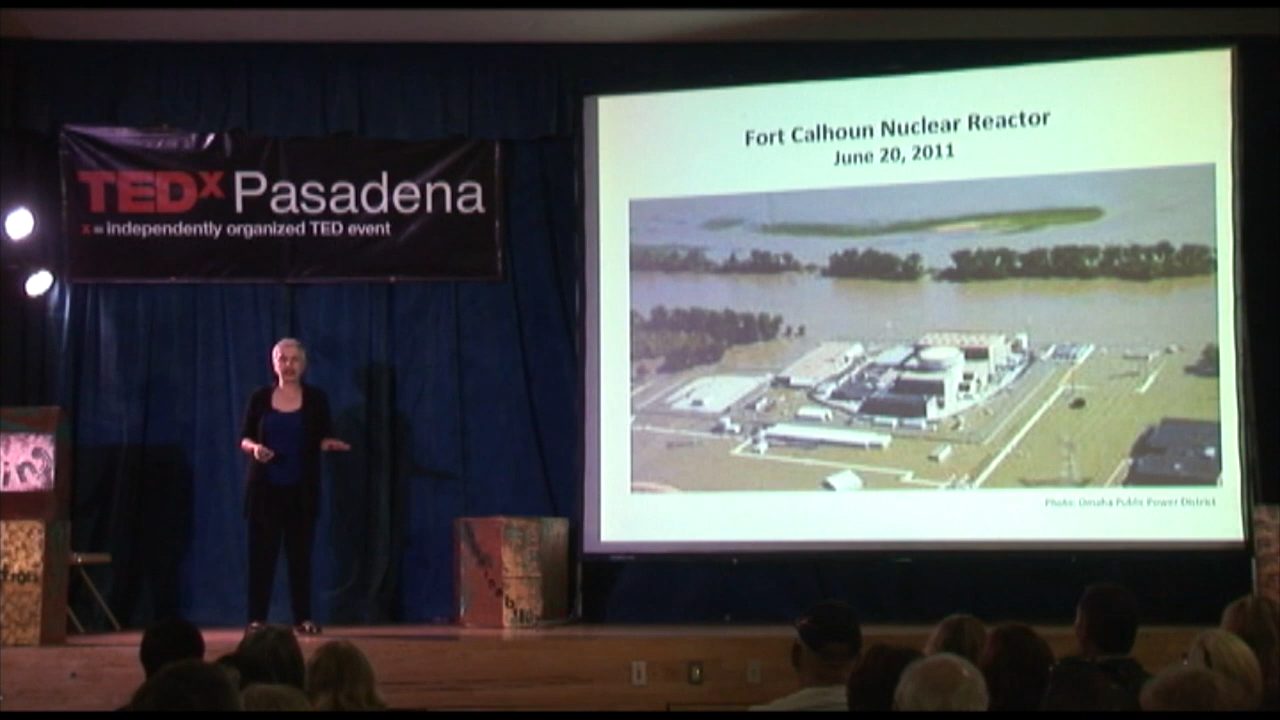 TEDx Pasadena
x = independently organized TED event
Fort Calhoun Nuclear Reactor
June 20, 2011
Photo: Omaha Public Power District